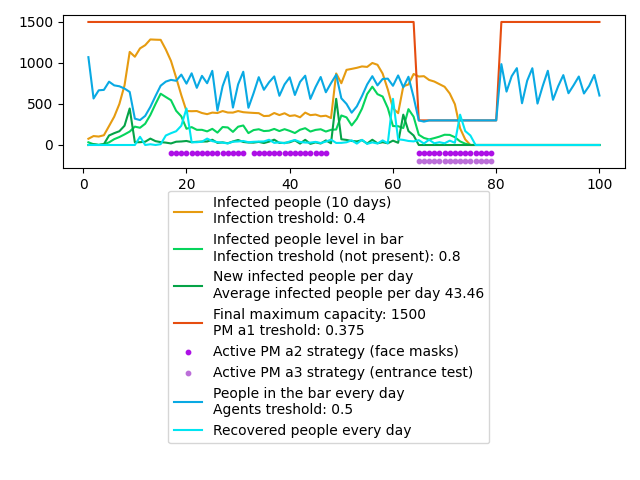 1500
1000
500
0
0
20
40
60
80
100
Infected people (10 days)
Infection treshold: 0.4
Infected people level in bar
Infection treshold (not present): 0.8
New infected people per day
Average infected people per day 43.46
Final maximum capacity: 1500
PM a1 treshold: 0.375
Active PM a2 strategy (face masks)
Active PM a3 strategy (entrance test)
People in the bar every day
Agents treshold: 0.5
Recovered people every day